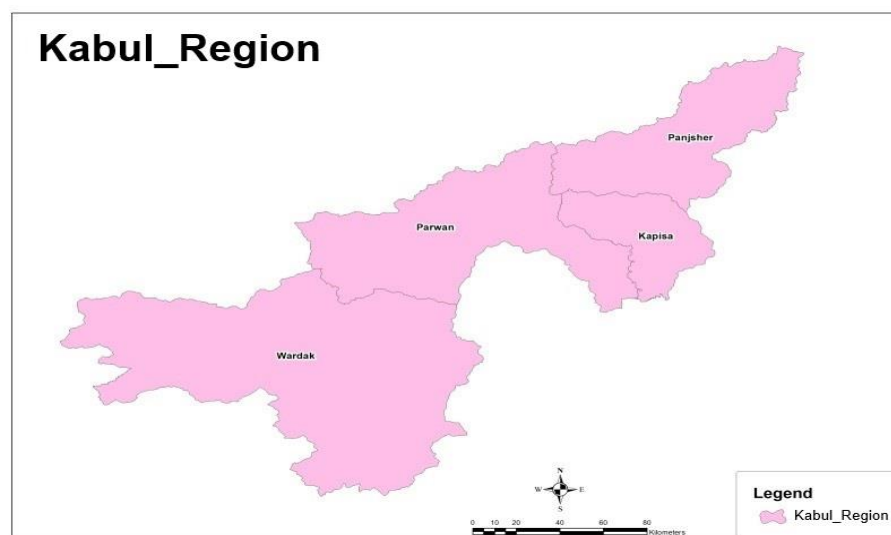 Kabul_Region
Panjsher
Parwan
Kapisa
Wardak
N
W E
S
0 10 20 40 60 80
Kilometers
Legend
Kabul_Region